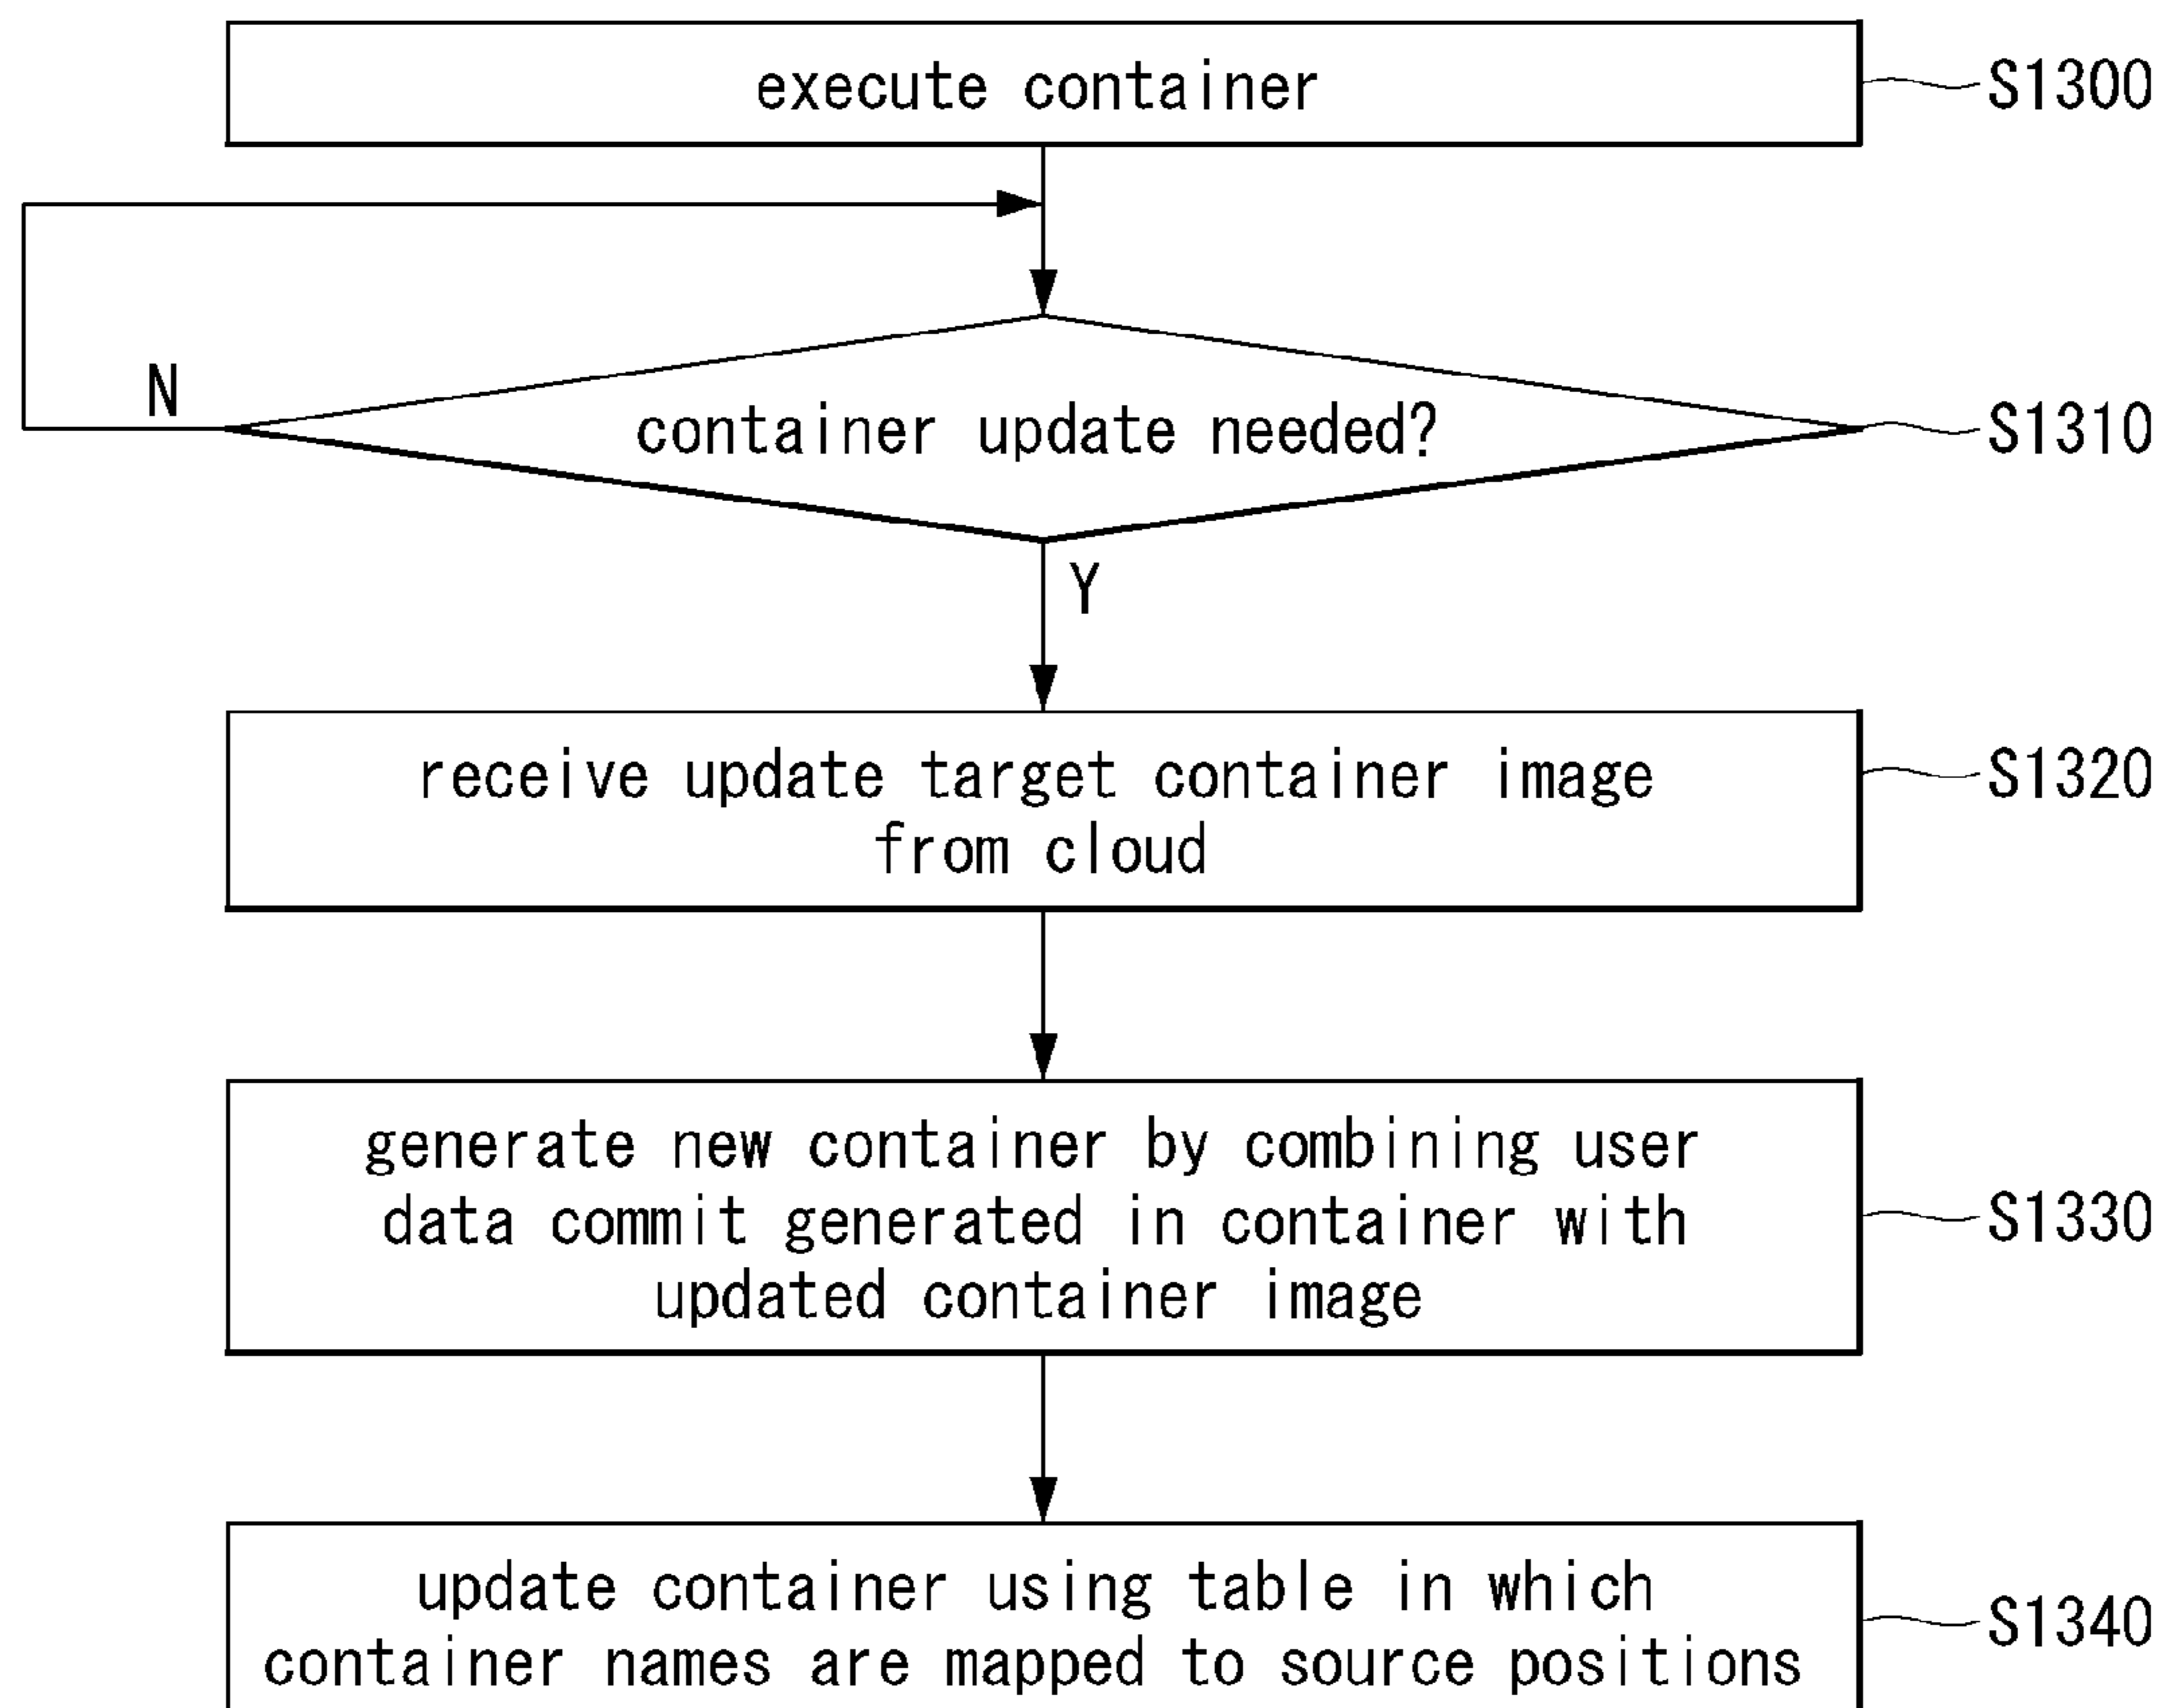 execute container
S1300
N
container update needed?
S1310
Y
receive update target container image
from cloud
S1320
generate new container by combining user
data commit generated in container with
updated container image
S1330
update container using table in which
container names are mapped to source positions
S1340